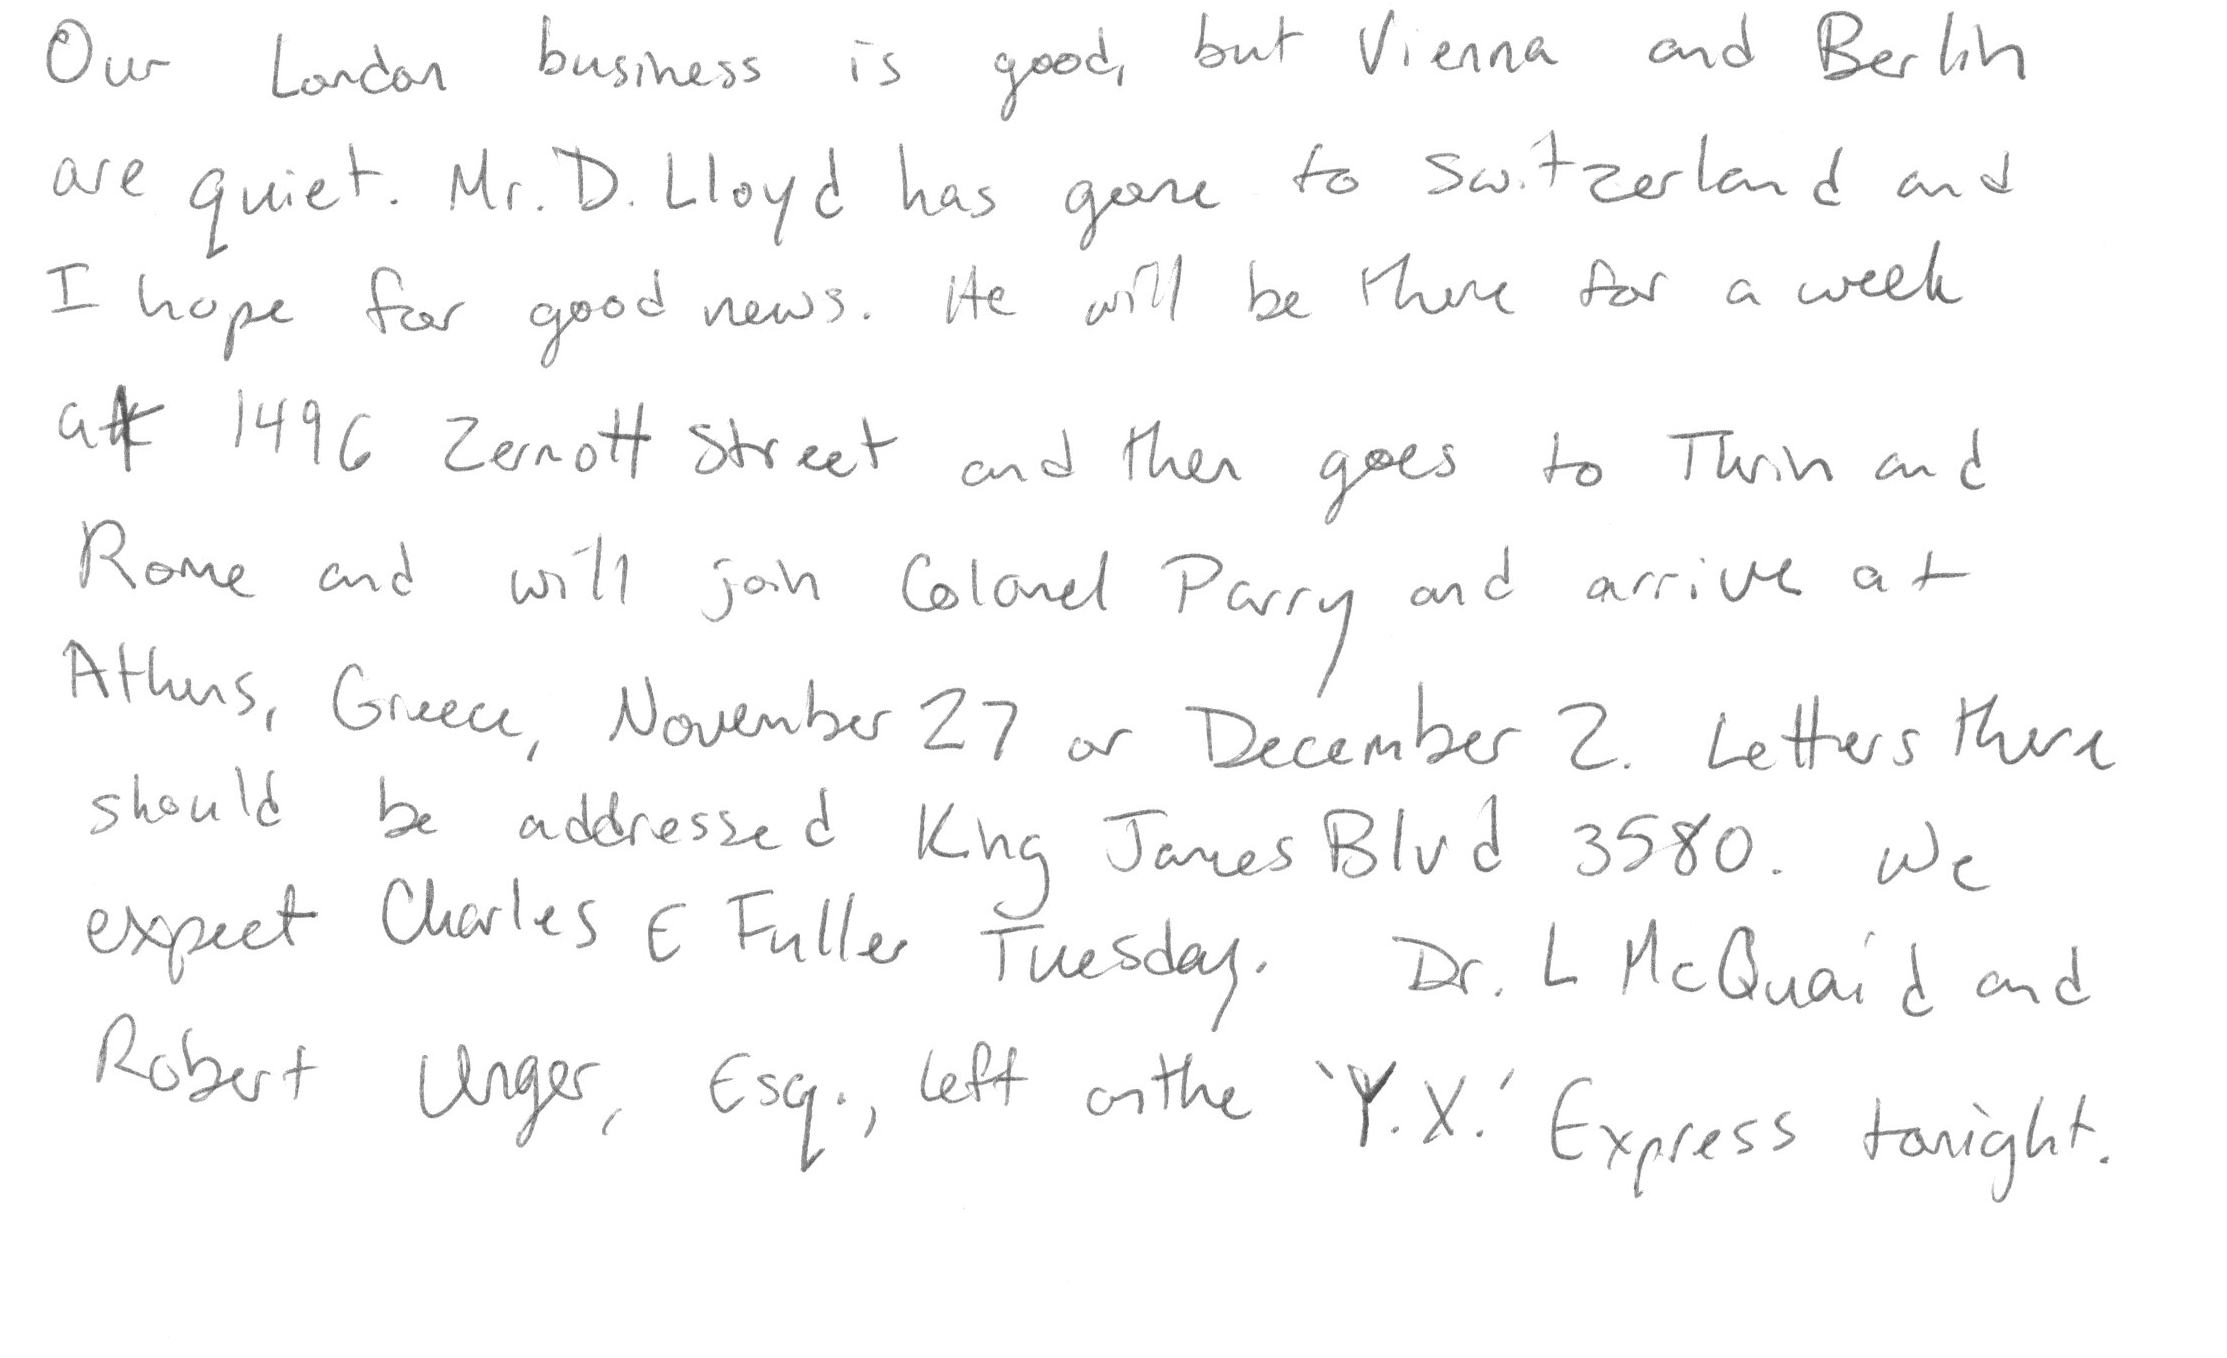 Our London business is good, but Vienna and Berlin
are quiet. Mr. D. Lloyd has gone to Switzerland and
I hope for good news. He will be there for a week
at 1496 Zermott Street and then goes to Turin and
Rome and will join Colonel Parry and arrive at
Athens, Greece, November 27 or December 2. Letters there
should be addressed King James Blvd 3580. We
expect Charles E Fuller Tuesday. Dr. L McQuaid and
Robert Unger, Esq., left on the 'Y.X.' Express tonight.